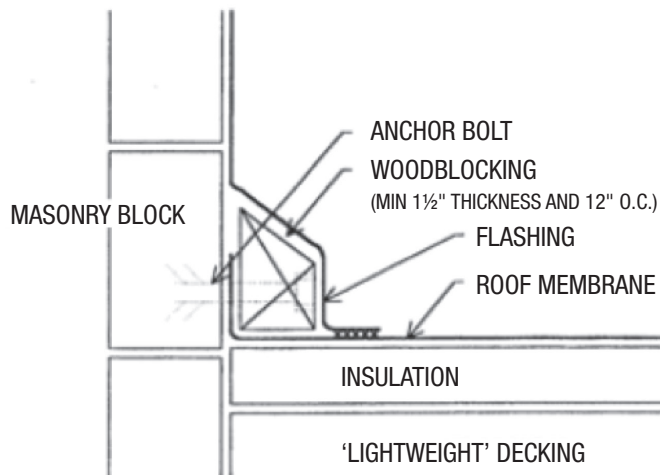 ANCHOR BOLT
WOODBLOCKING
(MIN 1½" THICKNESS AND 12" O.C.)
MASONRY BLOCK
FLASHING
ROOF MEMBRANE
INSULATION
‘LIGHTWEIGHT’ DECKING